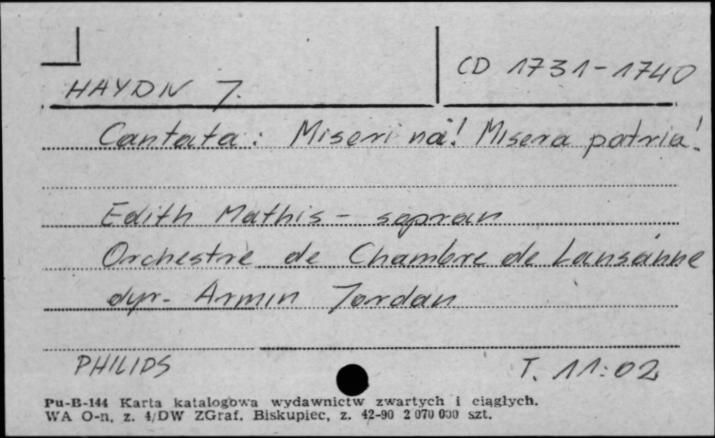 HAYDN J.
CD 1731-1740
Cantata: Miseri noi! Misera patria!
Edith Mathis - sopran
Orchestre de Chambre de Lausanne
dyr. Armin Jordan
PHILIPS
T. 11:02
Pu-B-144 Karta katalogowa wydawnictw zwartych i ciągłych.
WA O-n, z. 4/DW ZGraf. Biskupiec, z. 42-90 2 070 000 szt.